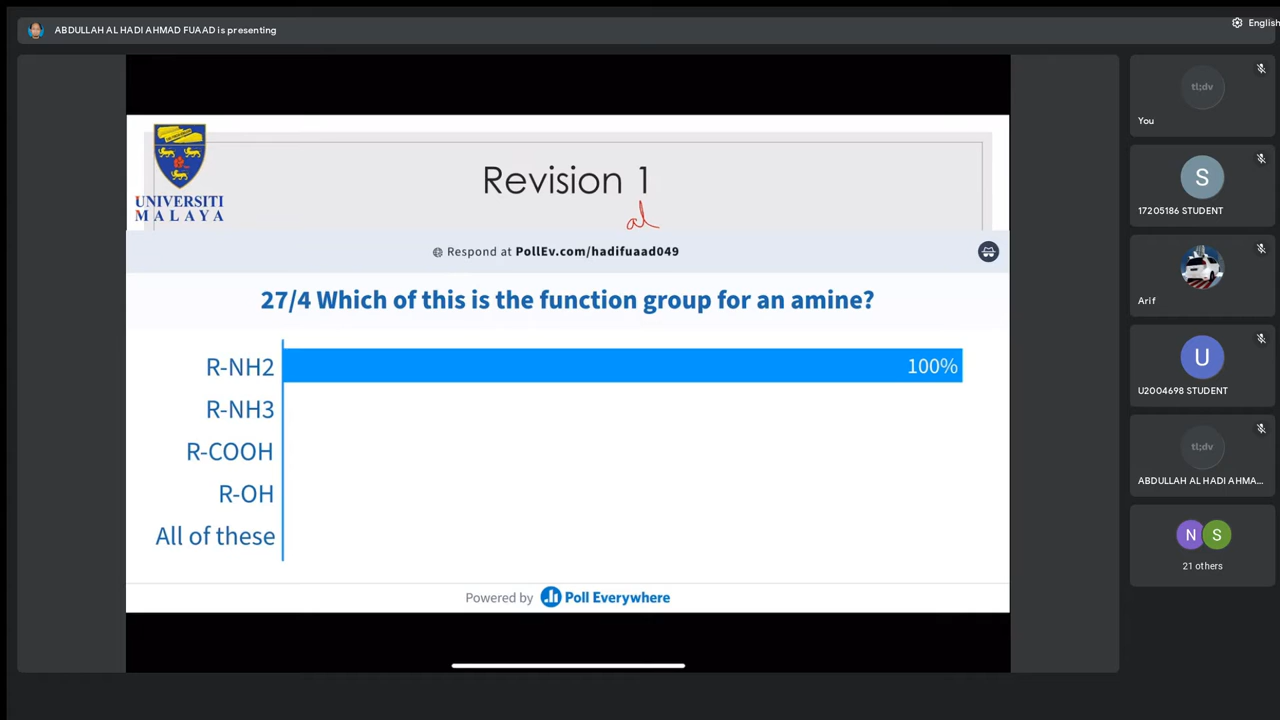 ABDULLAH AL HADI AHMAD FUAAD is presenting
English
UNIVERSITI
MALAYA
Revision 1
al
Respond at PollEv.com/hadifuaad049
27/4 Which of this is the function group for an amine?
R-NH2
100%
R-NH3
R-COOH
R-OH
All of these
Powered by Poll Everywhere
tl;dv
You
S
17205186 STUDENT
Arif
U
U2004698 STUDENT
tl;dv
ABDULLAH AL HADI AHMA...
N S
21 others